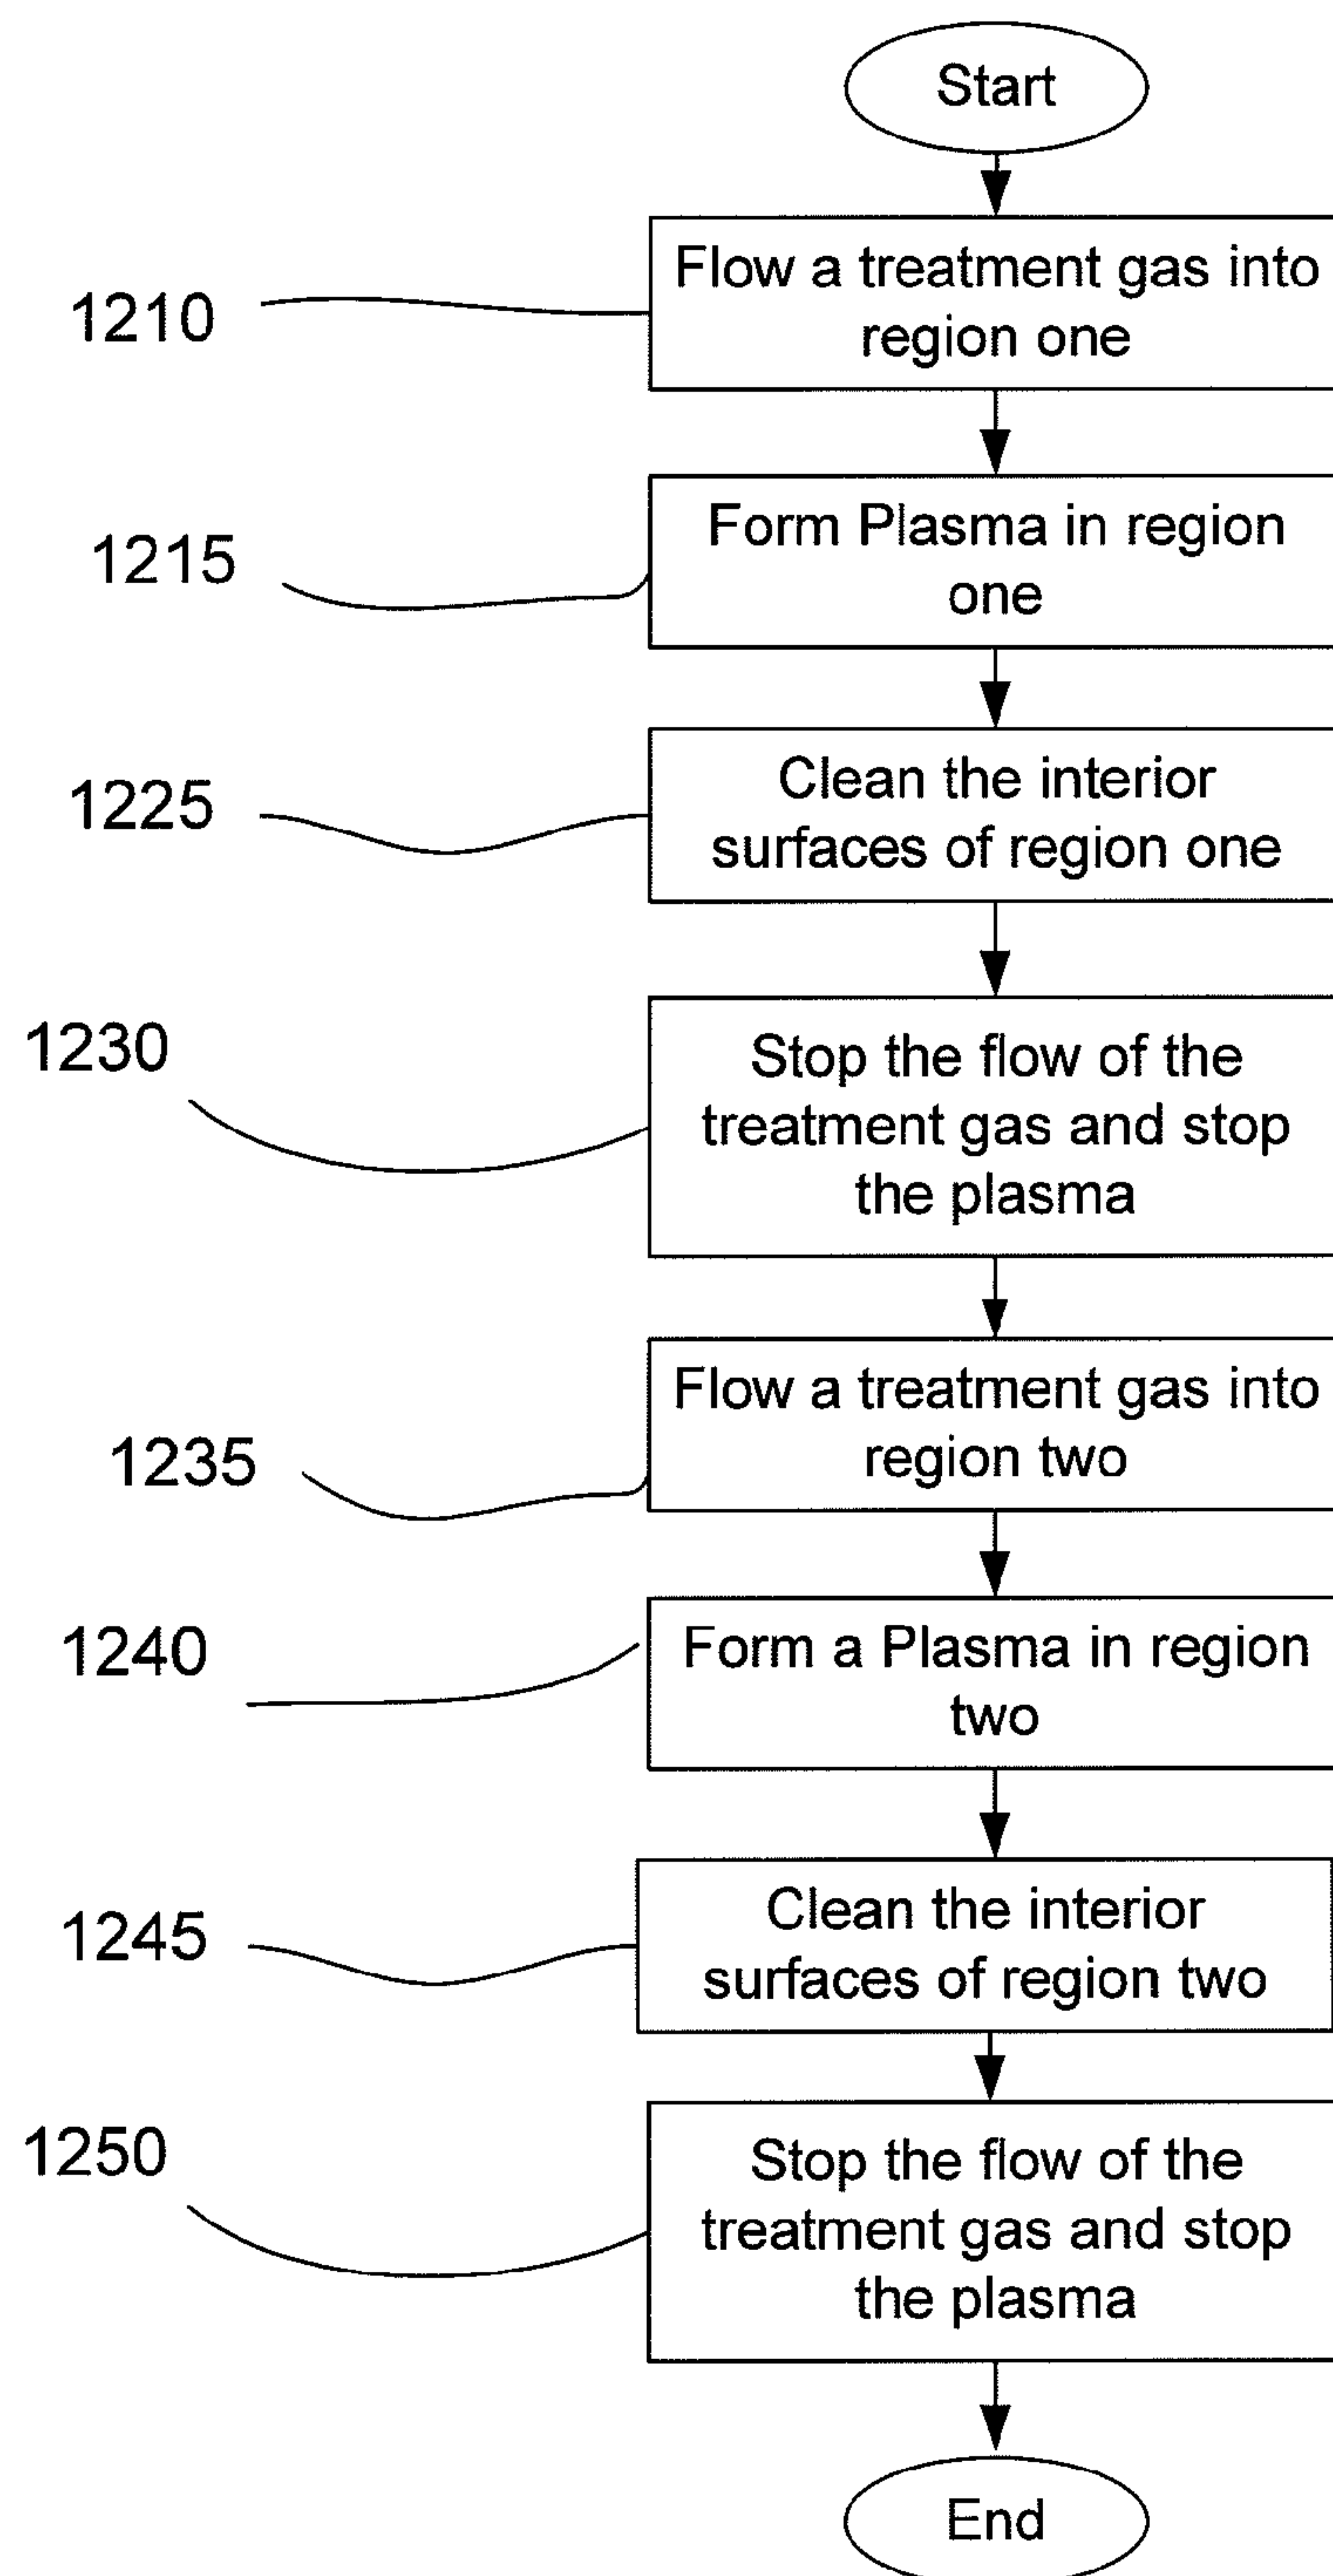 Start
1210
Flow a treatment gas into
region one
1215
Form Plasma in region
one
1225
Clean the interior
surfaces of region one
1230
Stop the flow of the
treatment gas and stop
the plasma
1235
Flow a treatment gas into
region two
1240
Form a Plasma in region
two
1245
Clean the interior
surfaces of region two
1250
Stop the flow of the
treatment gas and stop
the plasma
End